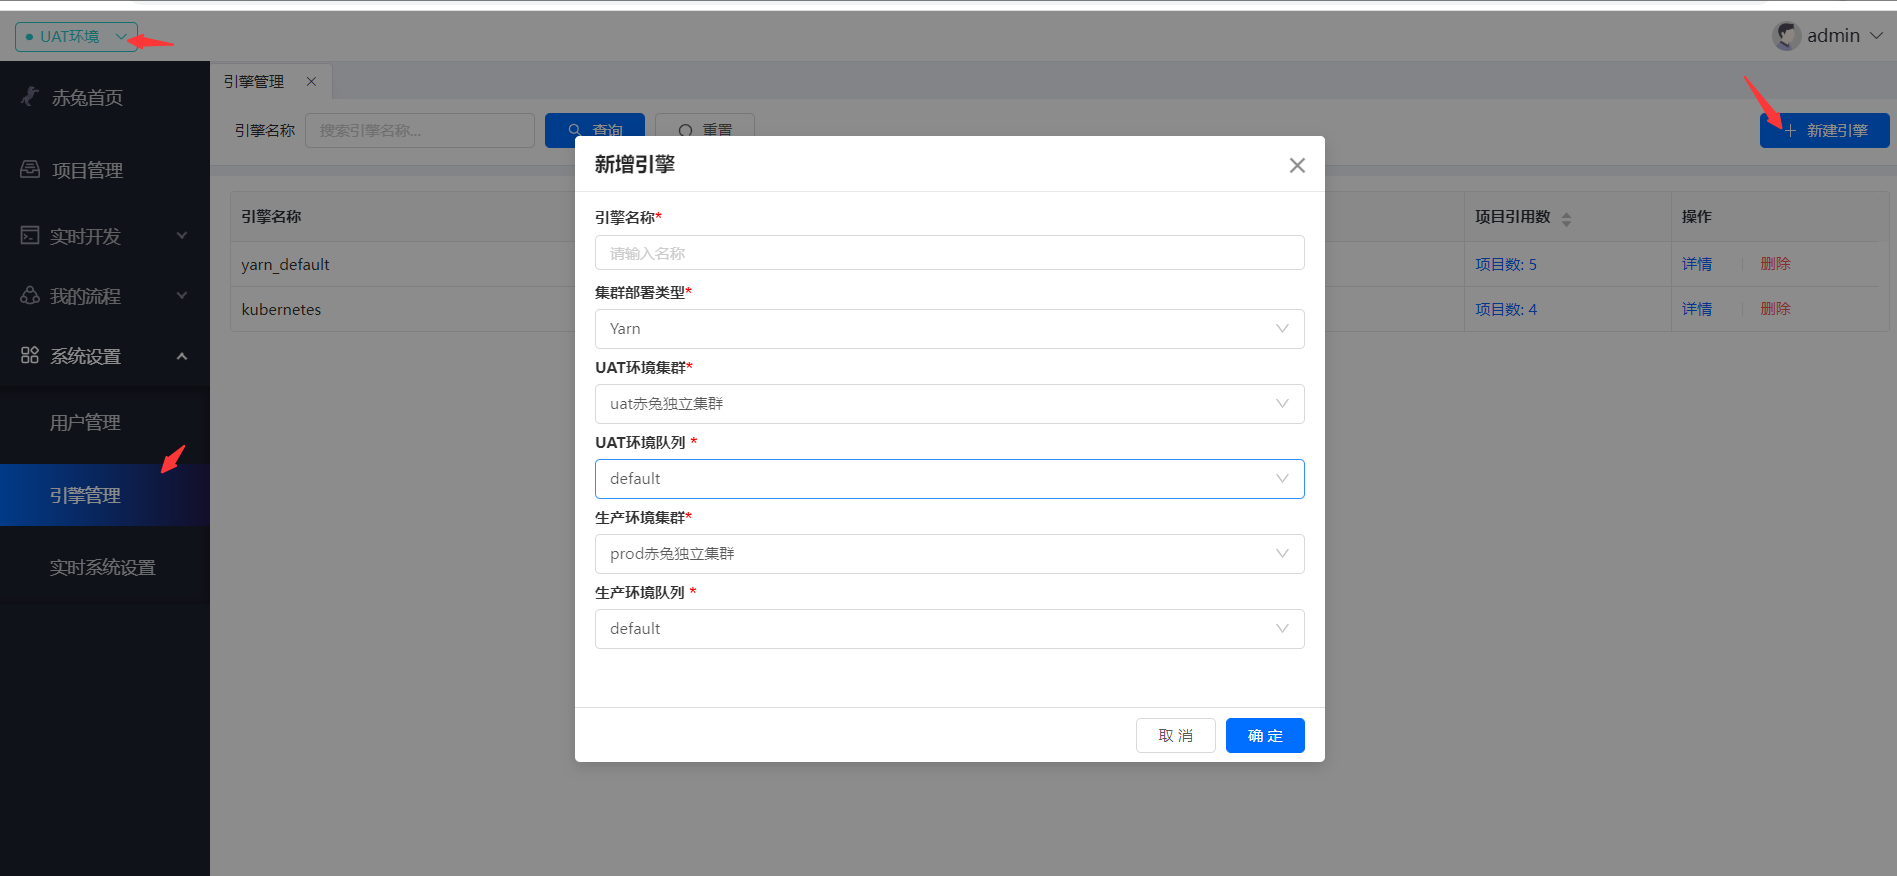 UAT环境
admin
赤兔首页
项目管理
实时开发
我的流程
系统设置
用户管理
引擎管理
实时系统设置
引擎管理
引擎名称 搜索引擎名称... 查询 重置 新建引擎
引擎名称 项目引用数 操作
yarn_default 项目数: 5 详情 删除
kubernetes 项目数: 4 详情 删除
新增引擎
引擎名称*
请输入名称
集群部署类型*
Yarn
UAT环境集群*
uat赤兔独立集群
UAT环境队列 *
default
生产环境集群*
prod赤兔独立集群
生产环境队列 *
default
取 消 确 定